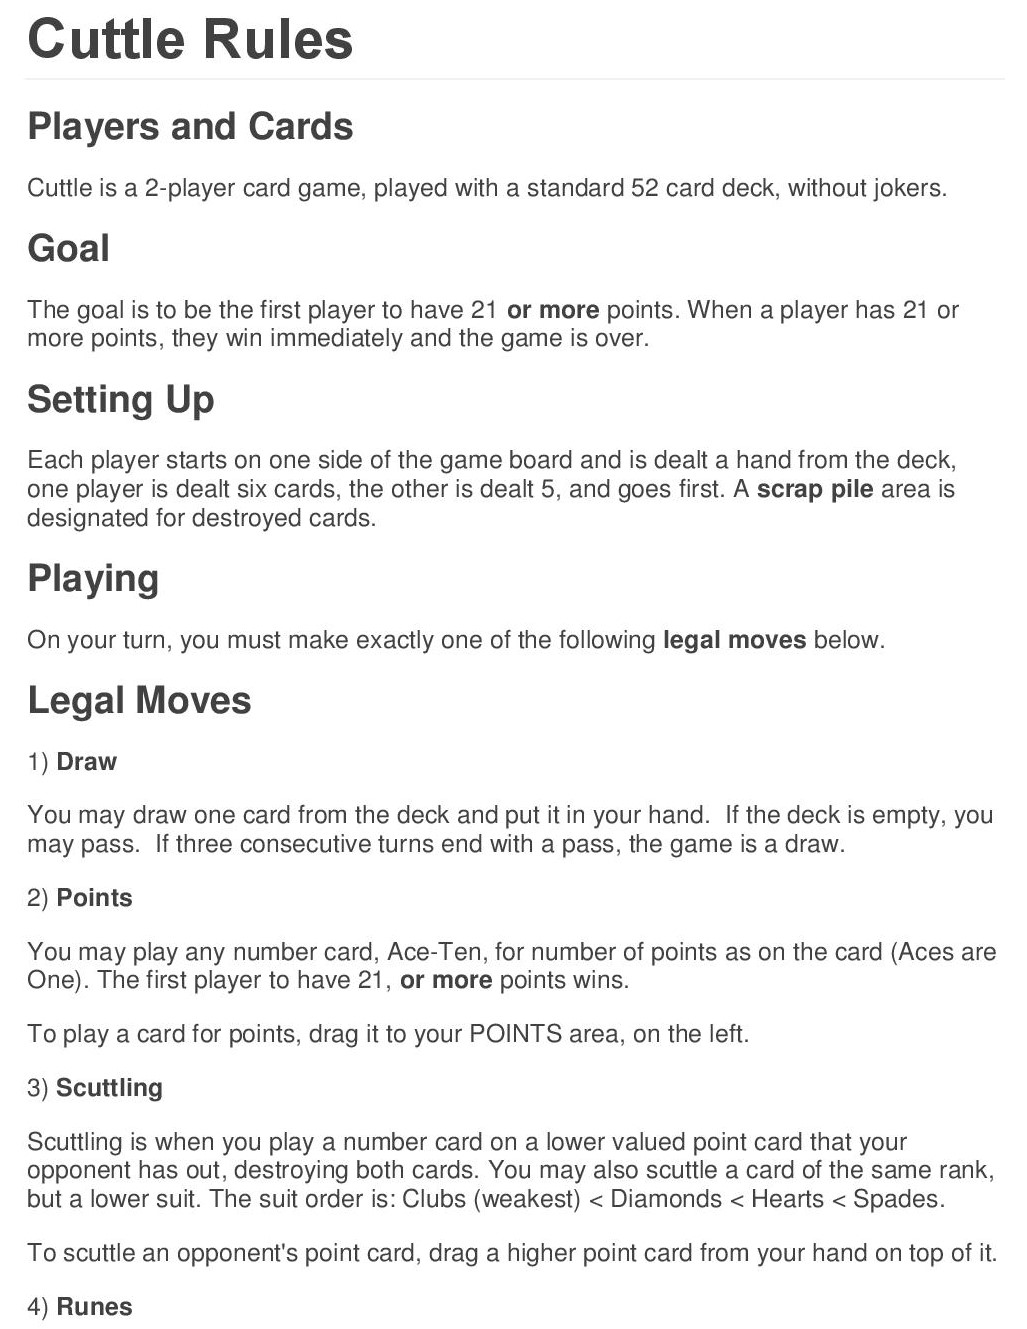 Cuttle Rules
Players and Cards
Cuttle is a 2-player card game, played with a standard 52 card deck, without jokers.
Goal
The goal is to be the first player to have 21 or more points. When a player has 21 or
more points, they win immediately and the game is over.
Setting Up
Each player starts on one side of the game board and is dealt a hand from the deck,
one player is dealt six cards, the other is dealt 5, and goes first. A scrap pile area is
designated for destroyed cards.
Playing
On your turn, you must make exactly one of the following legal moves below.
Legal Moves
1) Draw
You may draw one card from the deck and put it in your hand.  If the deck is empty, you
may pass.  If three consecutive turns end with a pass, the game is a draw.
2) Points
You may play any number card, Ace-Ten, for number of points as on the card (Aces are
One). The first player to have 21, or more points wins.
To play a card for points, drag it to your POINTS area, on the left.
3) Scuttling
Scuttling is when you play a number card on a lower valued point card that your
opponent has out, destroying both cards. You may also scuttle a card of the same rank,
but a lower suit. The suit order is: Clubs (weakest) < Diamonds < Hearts < Spades.
To scuttle an opponent's point card, drag a higher point card from your hand on top of it.
4) Runes